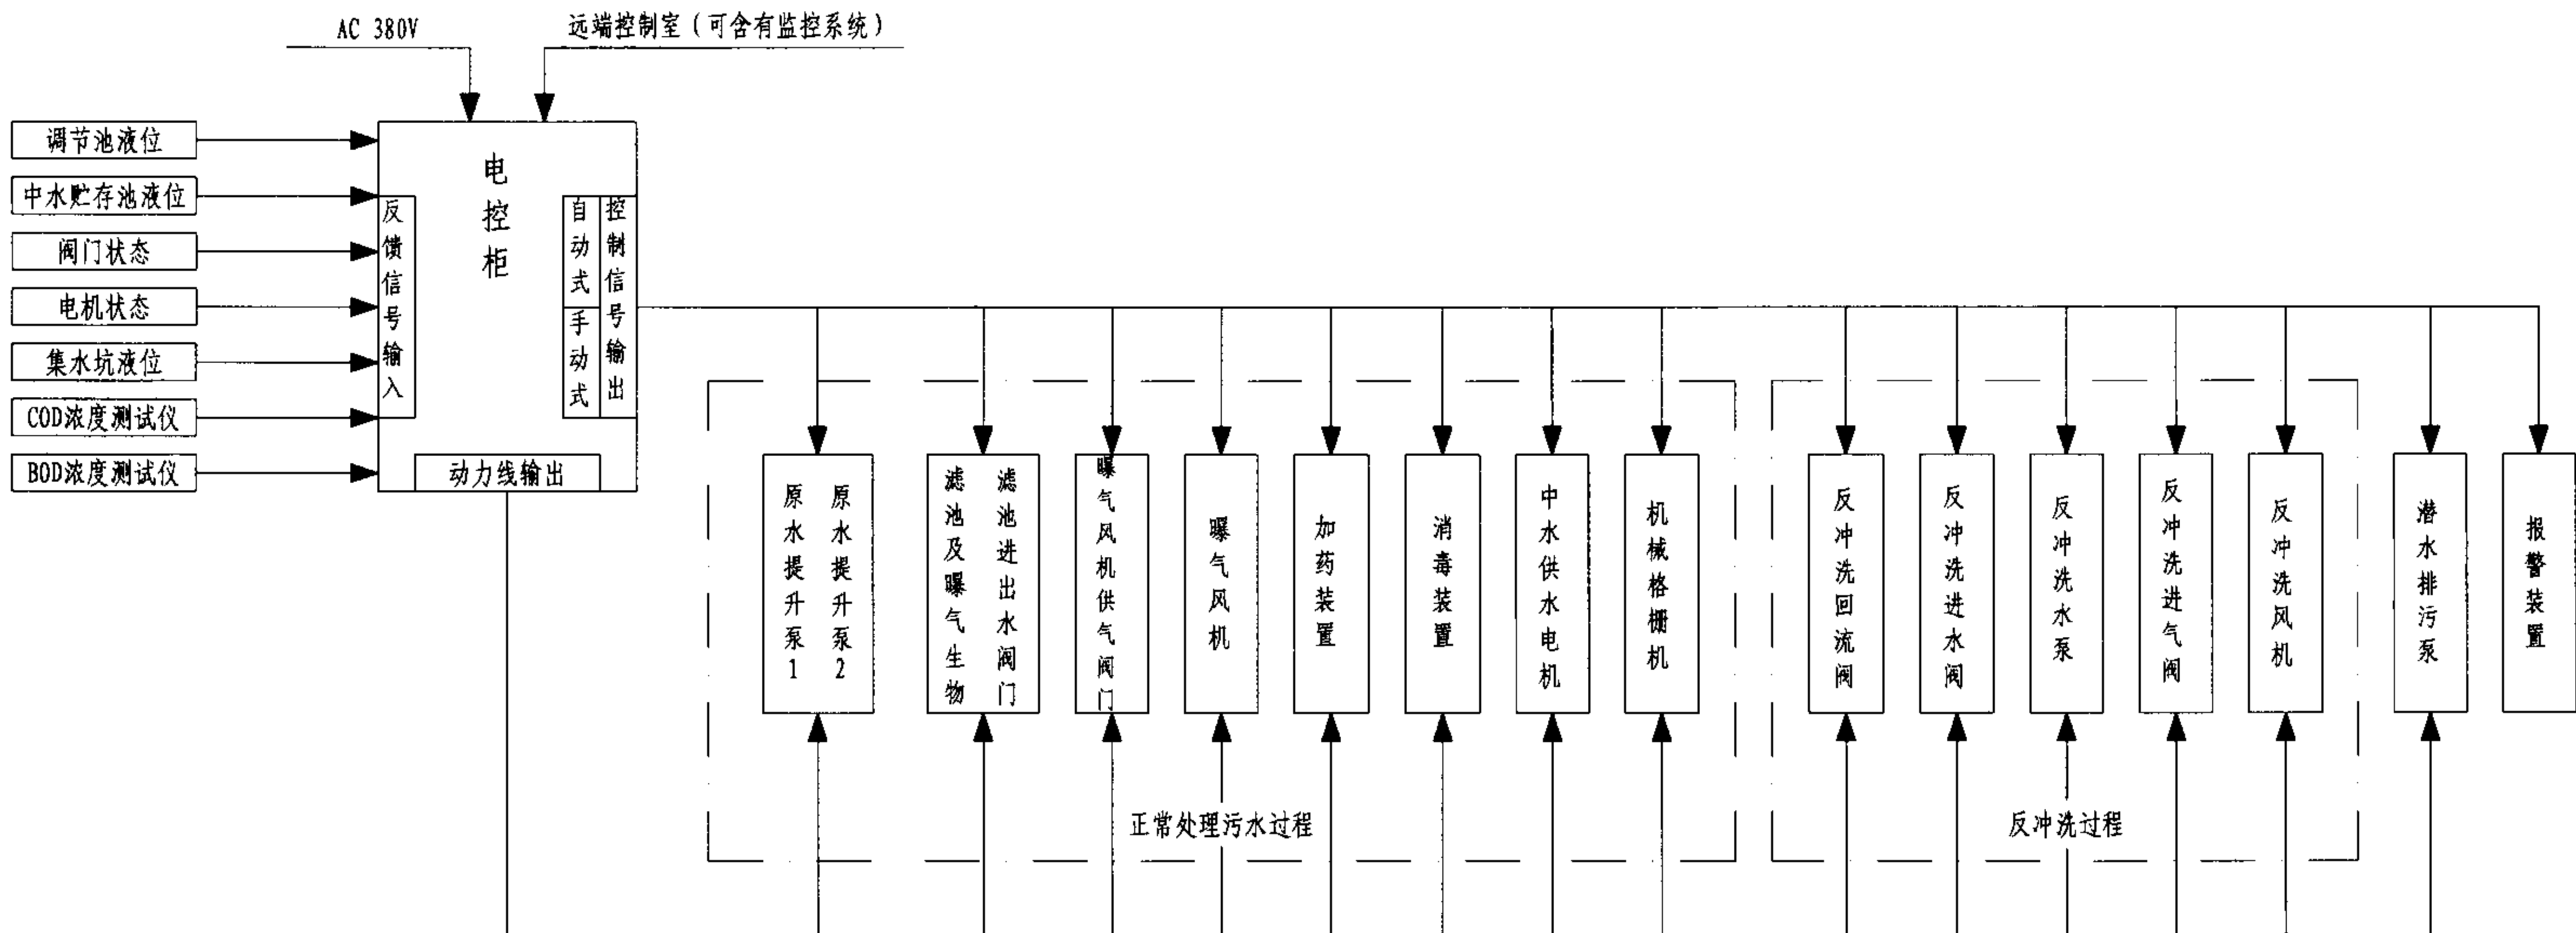 AC 380V
远端控制室（可含有监控系统）
调节池液位
中水贮存池液位
阀门状态
电机状态
集水坑液位
COD浓度测试仪
BOD浓度测试仪
电控柜
反馈信号输入
自动式
手动式
控制信号输出
动力线输出
原水提升泵1
原水提升泵2
滤池及曝气生物
滤池进出水阀门
曝气风机供气阀门
曝气风机
加药装置
消毒装置
中水供水电机
机械格栅机
反冲洗回流阀
反冲洗进水阀
反冲洗水泵
反冲洗进气阀
反冲洗风机
潜水排污泵
报警装置
正常处理污水过程
反冲洗过程